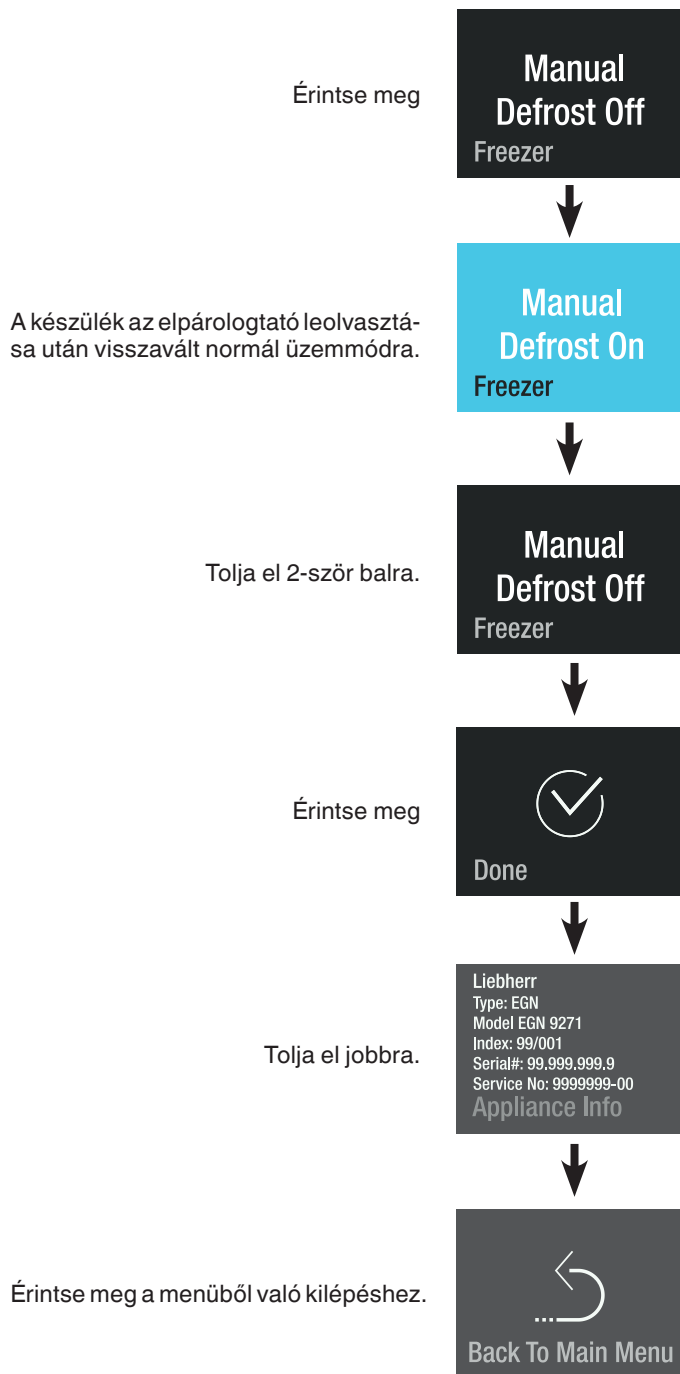 Érintse meg
Manual
Defrost Off
Freezer
A készülék az elpárologtató leolvasztá-
sa után visszavált normál üzemmódra.
Manual
Defrost On
Freezer
Tolja el 2-ször balra.
Manual
Defrost Off
Freezer
Érintse meg
Done
Tolja el jobbra.
Liebherr
Type: EGN
Model EGN 9271
Index: 99/001
Serial#: 99.999.999.9
Service No: 9999999-00
Appliance Info
Érintse meg a menüből való kilépéshez.
Back To Main Menu